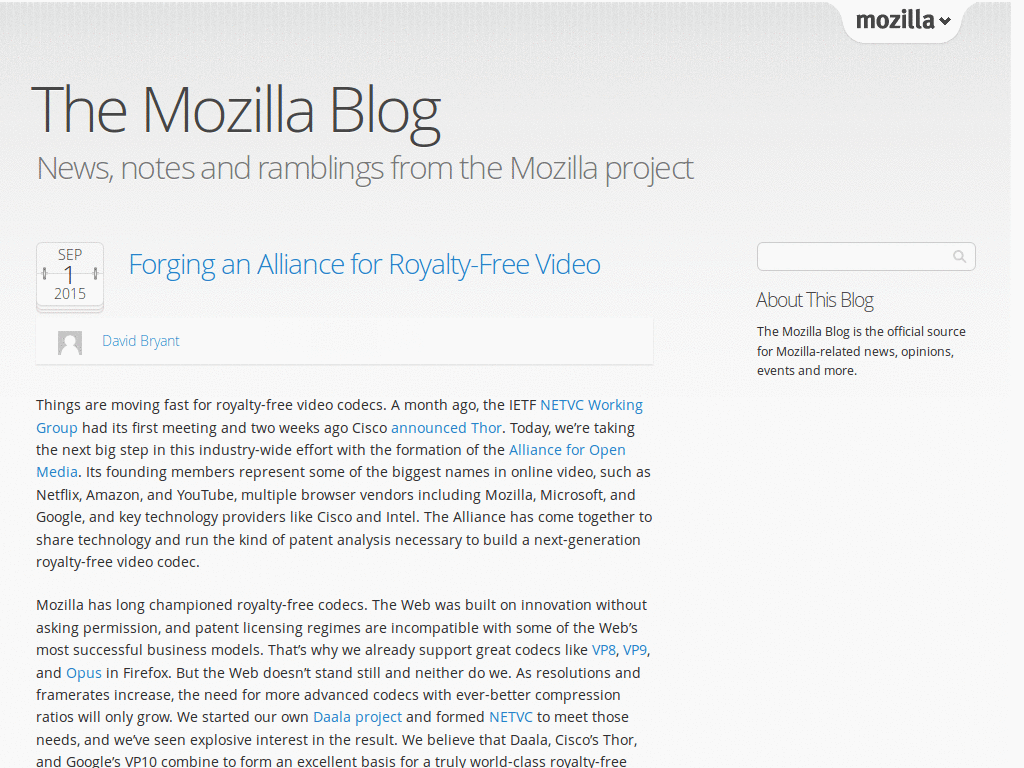 mozilla
The Mozilla Blog
News, notes and ramblings from the Mozilla project
SEP
1
2015
Forging an Alliance for Royalty-Free Video
David Bryant
About This Blog
The Mozilla Blog is the official source
for Mozilla-related news, opinions,
events and more.
Things are moving fast for royalty-free video codecs. A month ago, the IETF NETVC Working
Group had its first meeting and two weeks ago Cisco announced Thor. Today, we’re taking
the next big step in this industry-wide effort with the formation of the Alliance for Open
Media. Its founding members represent some of the biggest names in online video, such as
Netflix, Amazon, and YouTube, multiple browser vendors including Mozilla, Microsoft, and
Google, and key technology providers like Cisco and Intel. The Alliance has come together to
share technology and run the kind of patent analysis necessary to build a next-generation
royalty-free video codec.
Mozilla has long championed royalty-free codecs. The Web was built on innovation without
asking permission, and patent licensing regimes are incompatible with some of the Web’s
most successful business models. That’s why we already support great codecs like VP8, VP9,
and Opus in Firefox. But the Web doesn’t stand still and neither do we. As resolutions and
framerates increase, the need for more advanced codecs with ever-better compression
ratios will only grow. We started our own Daala project and formed NETVC to meet those
needs, and we’ve seen explosive interest in the result. We believe that Daala, Cisco’s Thor,
and Google’s VP10 combine to form an excellent basis for a truly world-class royalty-free